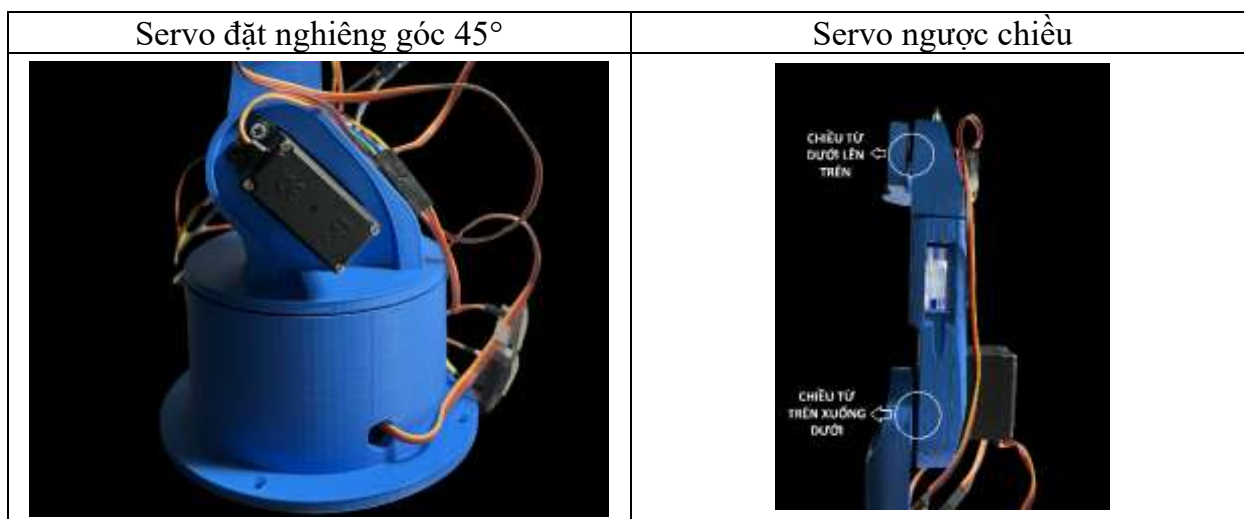 Servo đặt nghiêng góc 45°
Servo ngược chiều
CHIỀU TỪ
DƯỚI LÊN
TRÊN
CHIỀU TỪ
TRÊN XUỐNG
DƯỚI